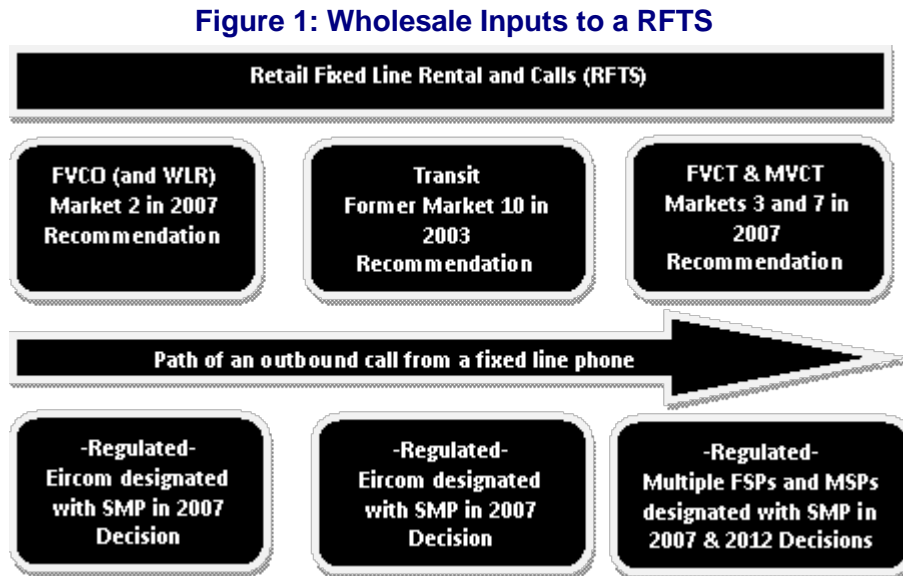 Figure 1: Wholesale Inputs to a RFTS
Retail Fixed Line Rental and Calls (RFTS)
FVCO (and WLR)
Market 2 in 2007
Recommendation
Transit
Former Market 10 in
2003
Recommendation
FVCT & MVCT
Markets 3 and 7 in
2007
Recommendation
Path of an outbound call from a fixed line phone
-Regulated-
Eircom designated
with SMP in 2007
Decision
-Regulated-
Eircom designated
with SMP in 2007
Decision
-Regulated-
Multiple FSPs and MSPs
designated with SMP in
2007 & 2012 Decisions